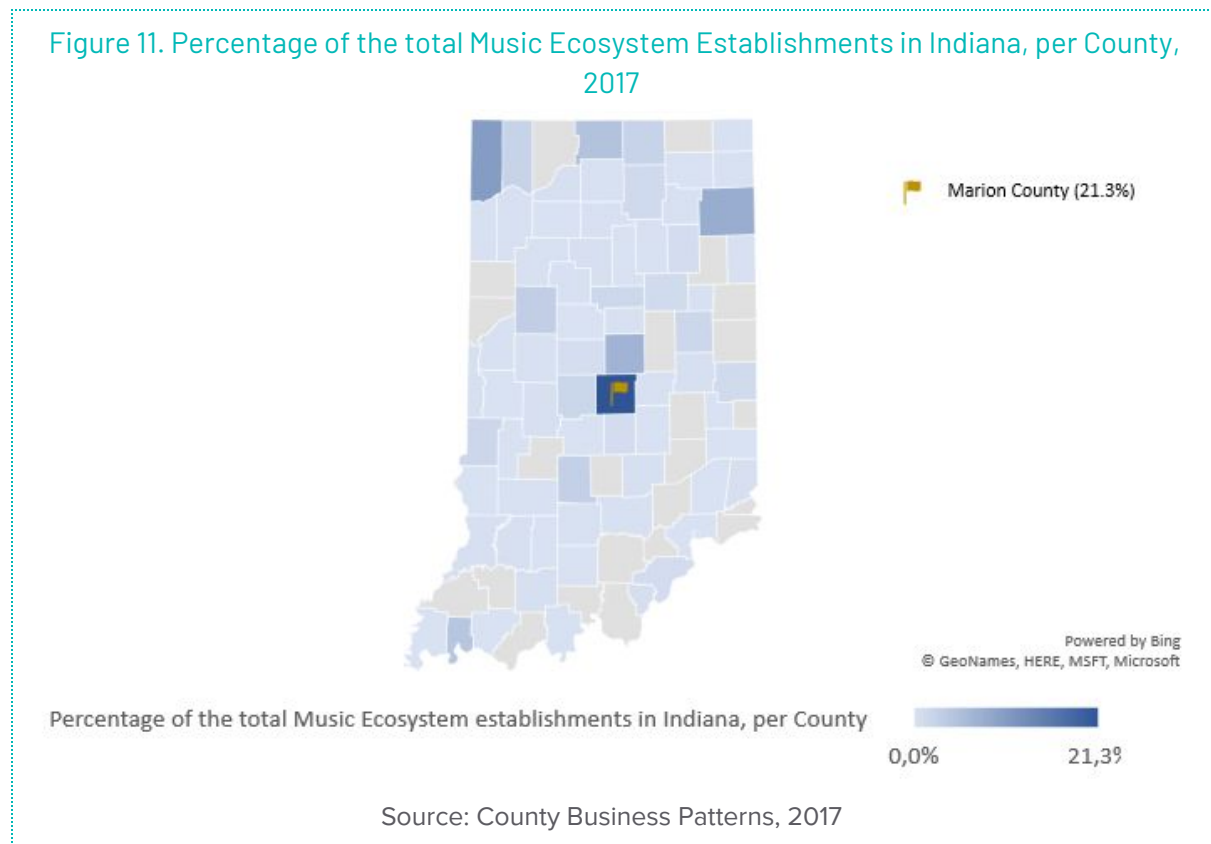 Figure 11. Percentage of the total Music Ecosystem Establishments in Indiana, per County,
2017
Marion County (21.3%)
Powered by Bing
© GeoNames, HERE, MSFT, Microsoft
Percentage of the total Music Ecosystem establishments in Indiana, per County
0,0% 21,3%
Source: County Business Patterns, 2017